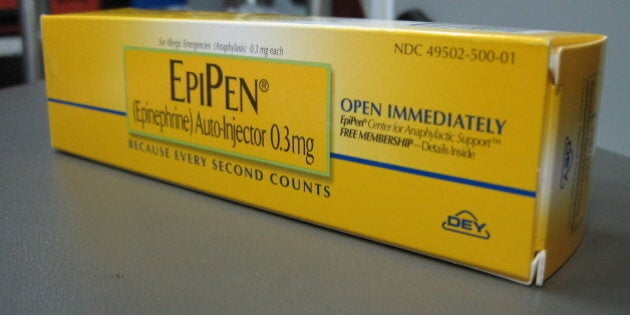 For Allergic Emergencies (Anaphylaxis) 0.3 mg each
EPIPEN®
(Epinephrine) Auto-Injector 0.3mg
BECAUSE EVERY SECOND COUNTS
NDC 49502-500-01
OPEN IMMEDIATELY
EpiPen® Center for Anaphylactic Support™
FREE MEMBERSHIP — Details Inside
DEY
DEY